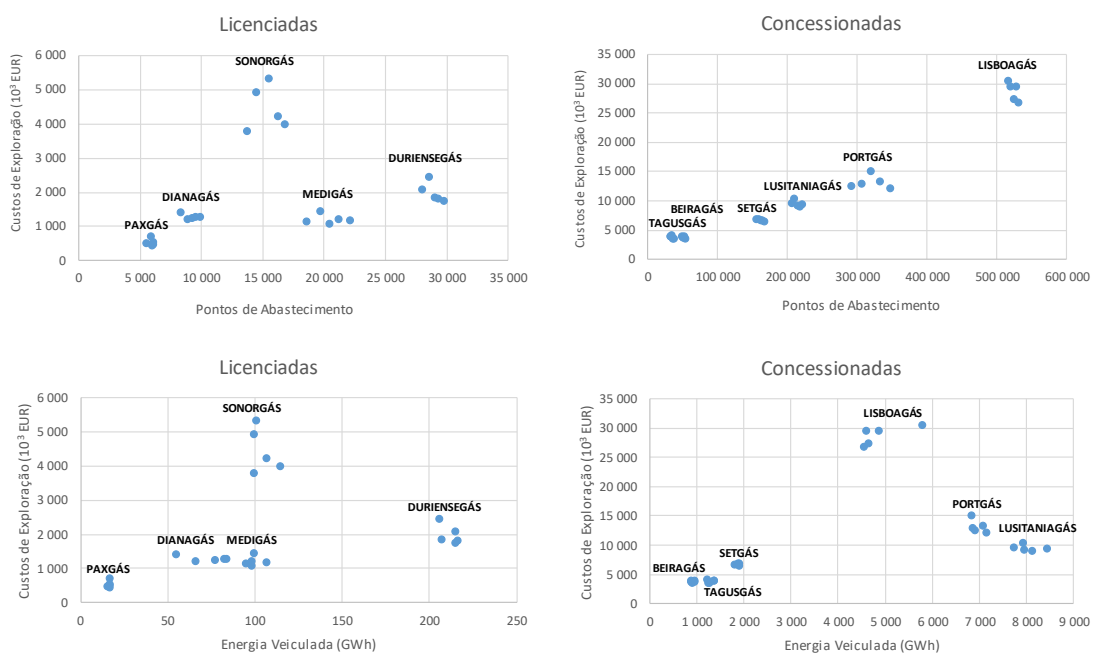 Licenciadas
Custos de Exploração (10³ EUR)
6 000
5 000
4 000
3 000
2 000
1 000
0
SONORGÁS
DURIENSEGÁS
DIANAGÁS
MEDIGÁS
PAXGÁS
0
5 000
10 000
15 000
20 000
25 000
30 000
35 000
Pontos de Abastecimento
Concessionadas
Custos de Exploração (10³ EUR)
35 000
30 000
25 000
20 000
15 000
10 000
5 000
0
LISBOAGÁS
PORTGÁS
LUSITANIAGÁS
BEIRAGÁS
SETGÁS
TAGUSGÁS
0
100 000
200 000
300 000
400 000
500 000
600 000
Pontos de Abastecimento
Licenciadas
Custos de Exploração (10³ EUR)
6 000
5 000
4 000
3 000
2 000
1 000
0
SONORGÁS
DURIENSEGÁS
DIANAGÁS
MEDIGÁS
PAXGÁS
0
50
100
150
200
250
Energia Veiculada (GWh)
Concessionadas
Custos de Exploração (10³ EUR)
35 000
30 000
25 000
20 000
15 000
10 000
5 000
0
LISBOAGÁS
PORTGÁS
LUSITANIAGÁS
SETGÁS
BEIRAGÁS
TAGUSGÁS
0
1 000
2 000
3 000
4 000
5 000
6 000
7 000
8 000
9 000
Energia Veiculada (GWh)